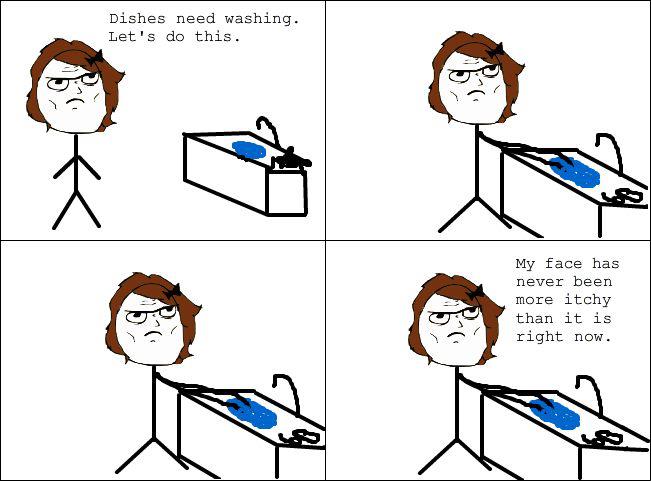 Dishes need washing.
Let's do this.
My face has
never been
more itchy
than it is
right now.